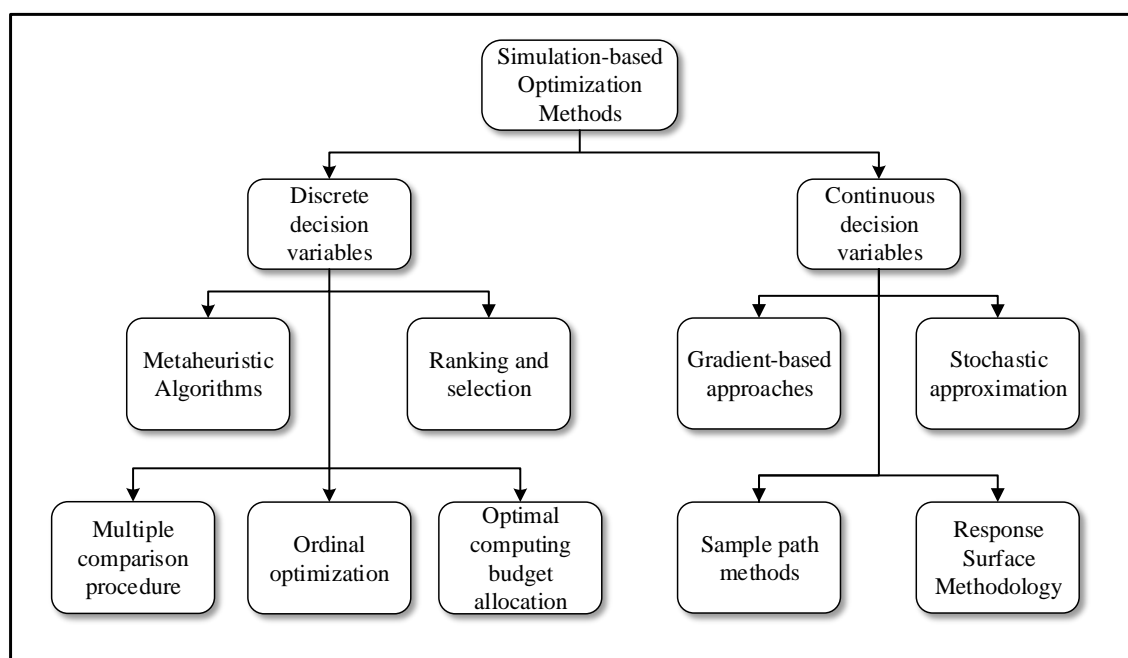 Simulation-based
Optimization
Methods
Discrete
decision
variables
Continuous
decision
variables
Metaheuristic
Algorithms
Ranking and
selection
Gradient-based
approaches
Stochastic
approximation
Multiple
comparison
procedure
Ordinal
optimization
Optimal
computing
budget
allocation
Sample path
methods
Response
Surface
Methodology